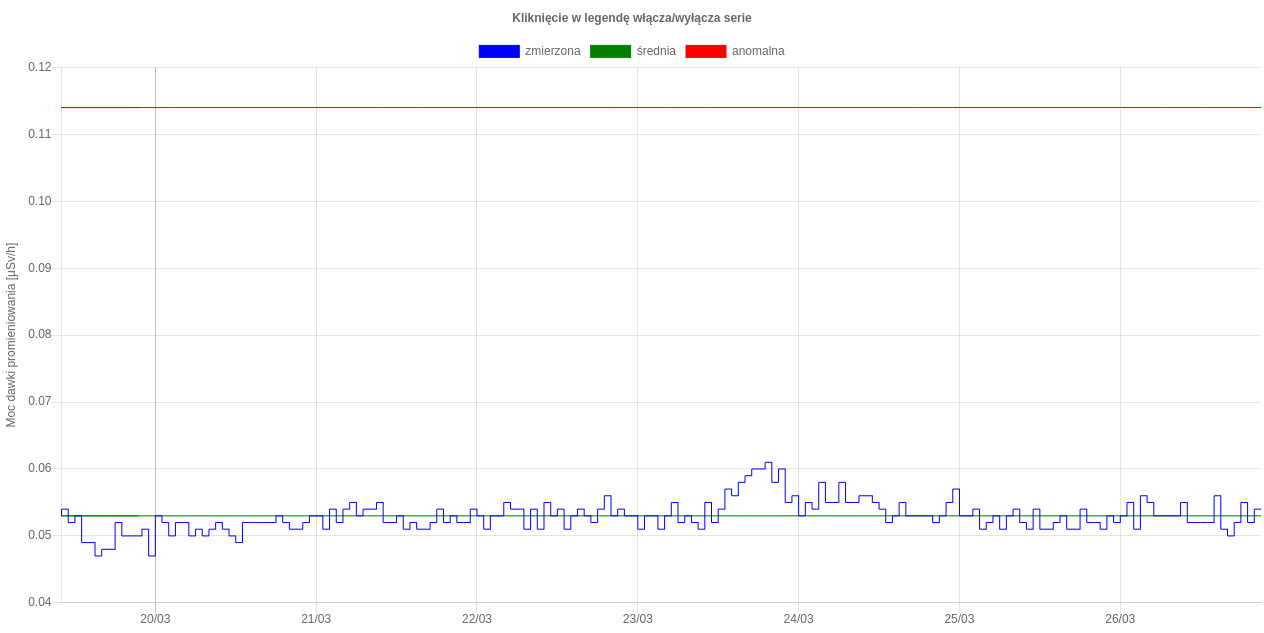 Kliknięcie w legendę włącza/wyłącza serie
zmierzona średnia anomalna
0.12
0.11
0.10
0.09
0.08
0.07
0.06
0.05
0.04
Moc dawki promieniowania [µSv/h]
20/03 21/03 22/03 23/03 24/03 25/03 26/03